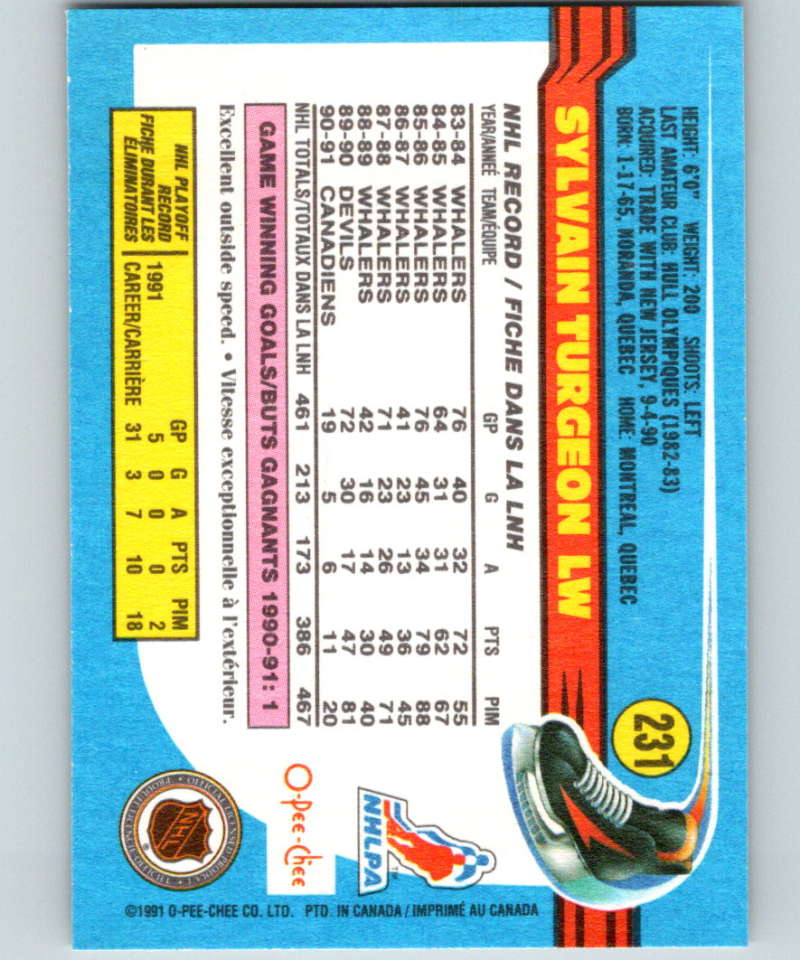 231
HEIGHT: 6'0" WEIGHT: 200 SHOOTS: LEFT
LAST AMATEUR CLUB: HULL OLYMPIQUES (1982-83)
ACQUIRED: TRADE WITH NEW JERSEY, 9-4-90
BORN: 1-17-65, NORANDA, QUEBEC HOME: MONTREAL, QUEBEC
SYLVAIN TURGEON LW
NHL RECORD / FICHE DANS LA LNH
YEAR/ANNÉE TEAM/ÉQUIPE GP G A PTS PIM
83-84 WHALERS 76 40 32 72 55
84-85 WHALERS 64 31 31 62 67
85-86 WHALERS 76 45 34 79 88
86-87 WHALERS 41 23 13 36 45
87-88 WHALERS 71 23 26 49 71
88-89 WHALERS 42 16 14 30 40
89-90 DEVILS 72 30 17 47 81
90-91 CANADIENS 19 5 6 11 20
NHL TOTALS/TOTAUX DANS LA LNH 461 213 173 386 467
GAME WINNING GOALS/BUTS GAGNANTS 1990-91: 1
Excellent outside speed. • Vitesse exceptionnelle à l'extérieur.
NHL PLAYOFF
RECORD
FICHE DURANT LES
ÉLIMINATOIRES
GP G A PTS PIM
1991 5 0 0 0 2
CAREER/CARRIÈRE 31 3 7 10 18
NHLPA
TM
O-Pee-Chee
OFFICIAL LICENSED PRODUCT • PRODUIT LICENCIE OFFICIEL •
NHL
®
©1991 O-PEE-CHEE CO. LTD. PTD. IN CANADA / IMPRIMÉ AU CANADA